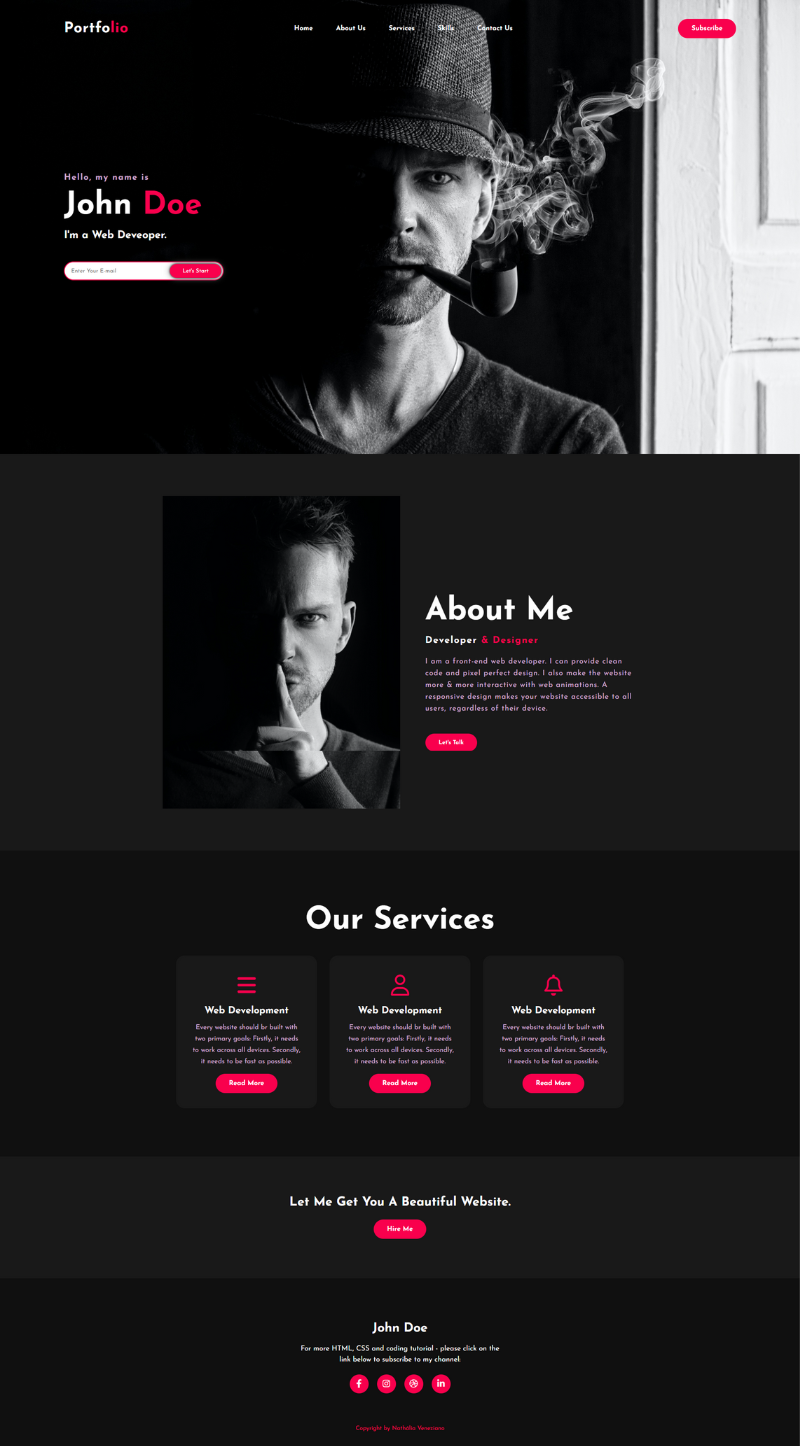 Portfolio
Home About Us Services Skills Contact Us
Subscribe
Hello, my name is
John Doe
I'm a Web Deveoper.
Enter Your E-mail
Let's Start
About Me
Developer & Designer
I am a front-end web developer. I can provide clean
code and pixel perfect design. I also make the website
more & more interactive with web animations. A
responsive design makes your website accessible to all
users, regardless of their device.
Let's Talk
Our Services
Web Development
Every website should br built with
two primary goals: Firstly, it needs
to work across all devices. Secondly,
it needs to be fast as possible.
Read More
Web Development
Every website should br built with
two primary goals: Firstly, it needs
to work across all devices. Secondly,
it needs to be fast as possible.
Read More
Web Development
Every website should br built with
two primary goals: Firstly, it needs
to work across all devices. Secondly,
it needs to be fast as possible.
Read More
Let Me Get You A Beautiful Website.
Hire Me
John Doe
For more HTML, CSS and coding tutorial - please click on the
link below to subscribe to my channel:
Copyright by